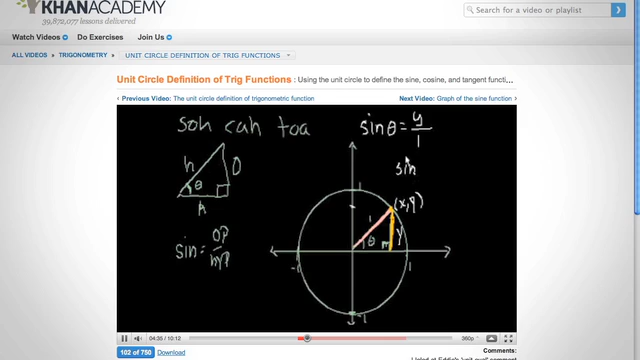 KHANACADEMY
39,872,077 lessons delivered
Search for a video or playlist
Watch Videos Do Exercises About Us
ALL VIDEOS TRIGONOMETRY UNIT CIRCLE DEFINITION OF TRIG FUNCTIONS
Unit Circle Definition of Trig Functions : Using the unit circle to define the sine, cosine, and tangent functi...
Previous Video: The unit circle definition of trigonometric function
Next Video: Graph of the sine function
soh cah toa
sinθ = y/1
sin
h θ O
A
sin = OP/HYP
1
(x,y)
1
θ
y
-1
1
-1
04:35 / 10:12
360p
102 of 750 Download
Comments: